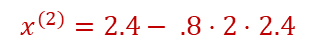 x⁽²⁾ = 2.4 − .8 · 2 · 2.4